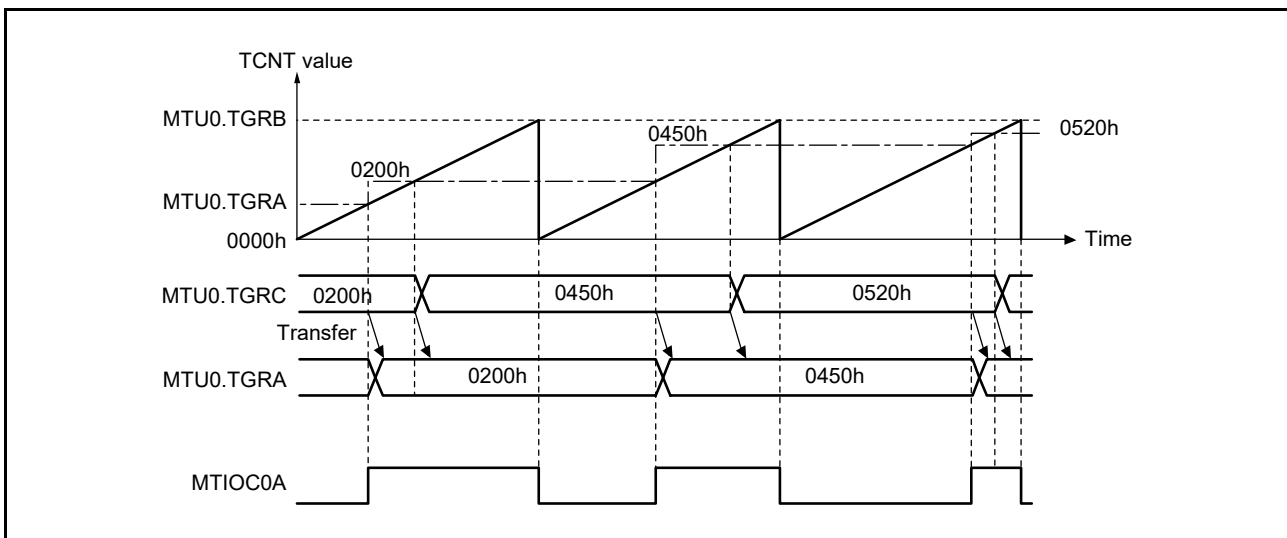 TCNT value
MTU0.TGRB
0520h
0450h
0200h
MTU0.TGRA
0000h
Time
MTU0.TGRC
0200h
0450h
0520h
Transfer
MTU0.TGRA
0200h
0450h
MTIOC0A